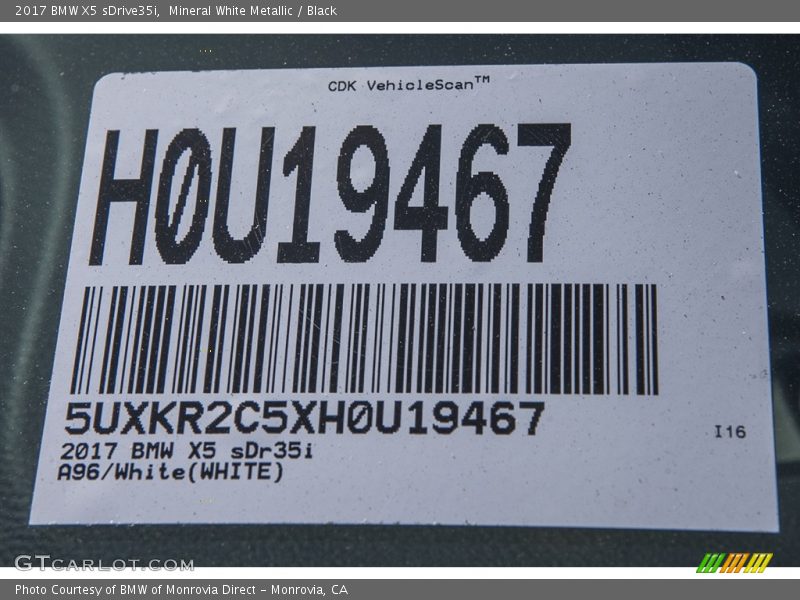 2017 BMW X5 sDrive35i, Mineral White Metallic / Black
CDK VehicleScan™
H0U19467
5UXKR2C5XH0U19467
2017 BMW X5 sDr35i
A96/White(WHITE)
I16
GTCARLOT.COM
Photo Courtesy of BMW of Monrovia Direct - Monrovia, CA